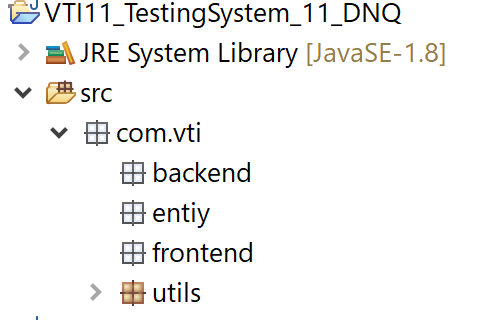 VTI11_TestingSystem_11_DNQ
JRE System Library [JavaSE-1.8]
src
com.vti
backend
entiy
frontend
utils